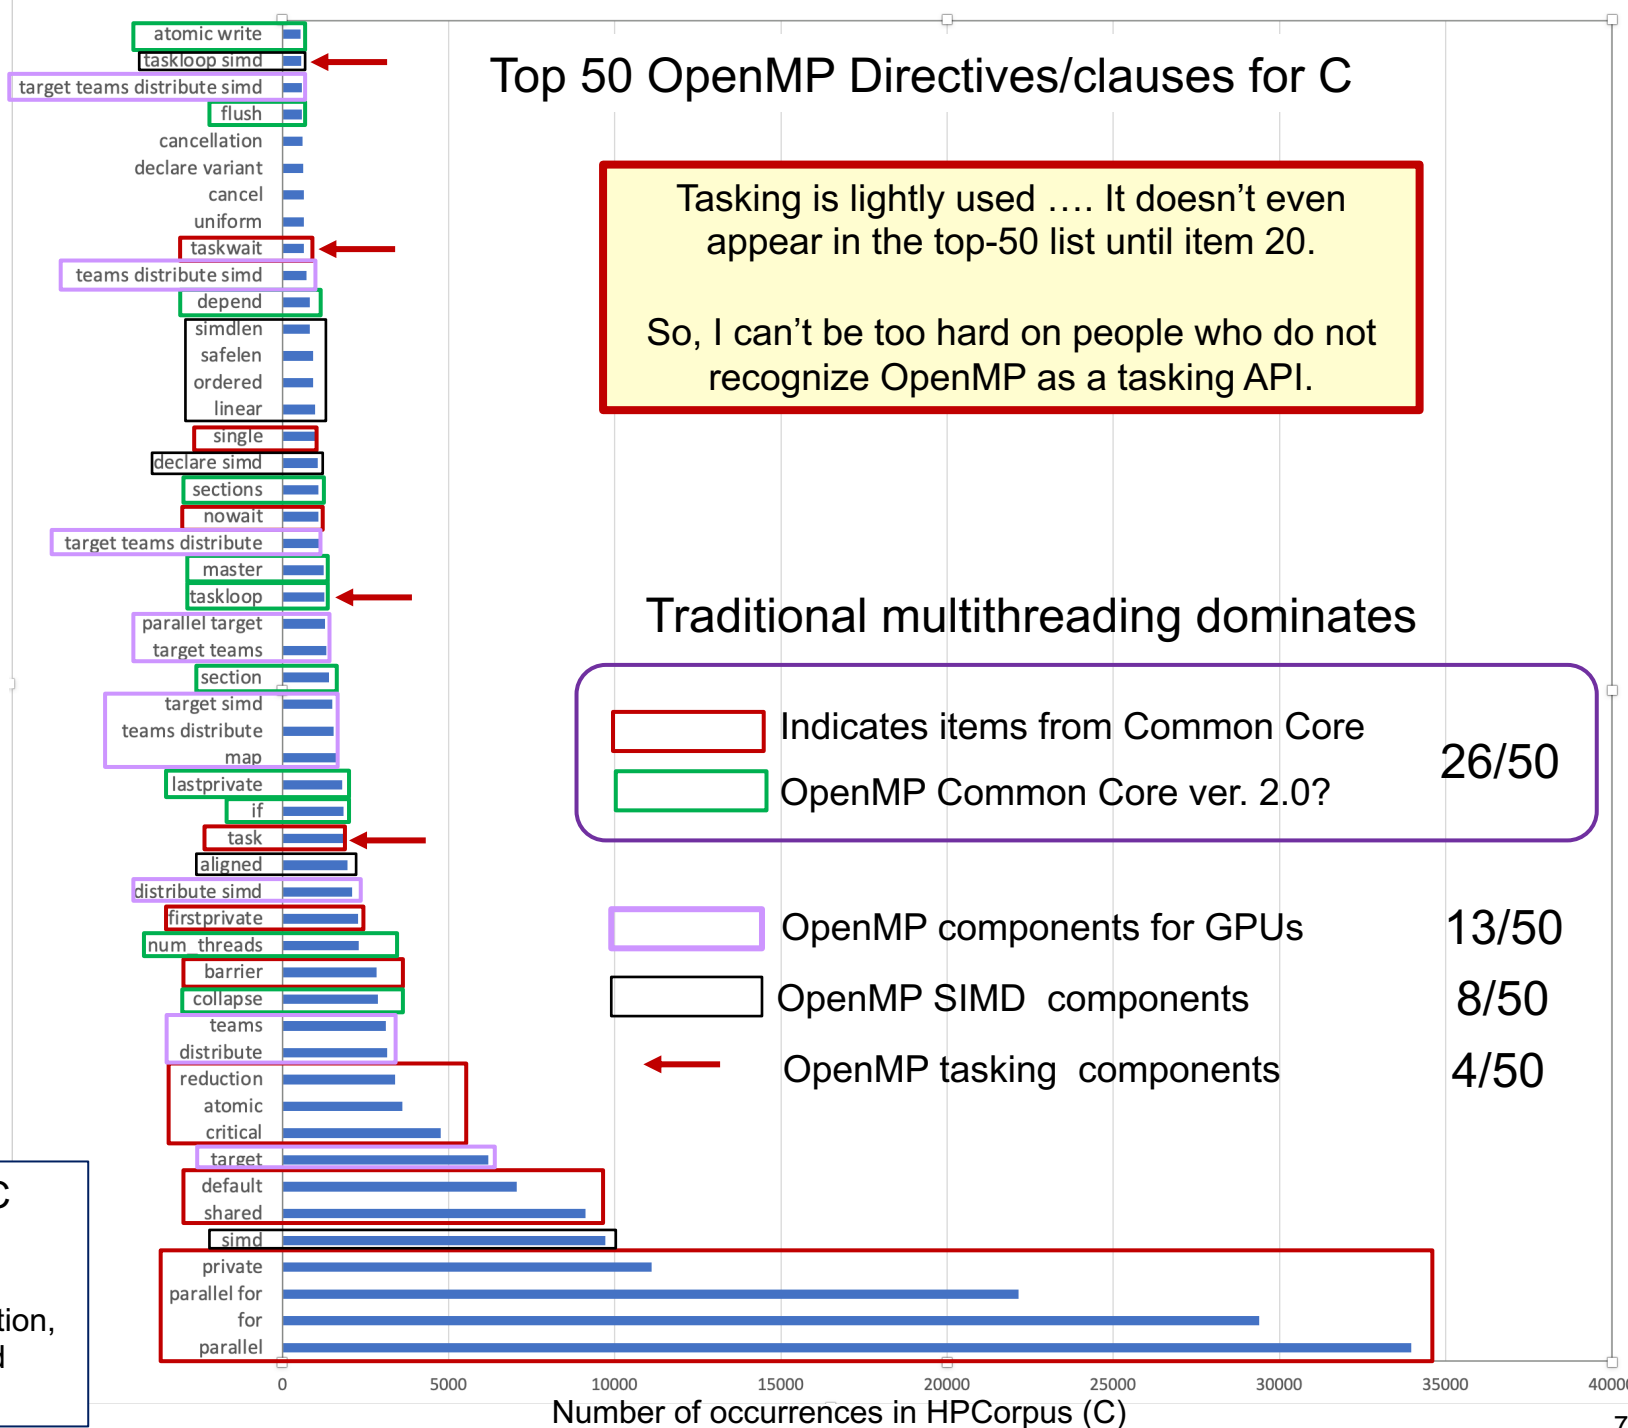 Top 50 OpenMP Directives/clauses for C
atomic write
taskloop simd
target teams distribute simd
flush
cancellation
declare variant
cancel
uniform
taskwait
teams distribute simd
depend
simdlen
safelen
ordered
linear
single
declare simd
sections
nowait
target teams distribute
master
taskloop
parallel target
target teams
section
target simd
teams distribute
map
lastprivate
if
task
aligned
distribute simd
firstprivate
num_threads
barrier
collapse
teams
distribute
reduction
atomic
critical
target
default
shared
simd
private
parallel for
for
parallel
Tasking is lightly used …. It doesn’t even
appear in the top-50 list until item 20.
So, I can’t be too hard on people who do not
recognize OpenMP as a tasking API.
Traditional multithreading dominates
Indicates items from Common Core
OpenMP Common Core ver. 2.0?
26/50
OpenMP components for GPUs 13/50
OpenMP SIMD components 8/50
OpenMP tasking components 4/50
C
tion,
0 5000 10000 15000 20000 25000 30000 35000 40000
Number of occurrences in HPCorpus (C)
7